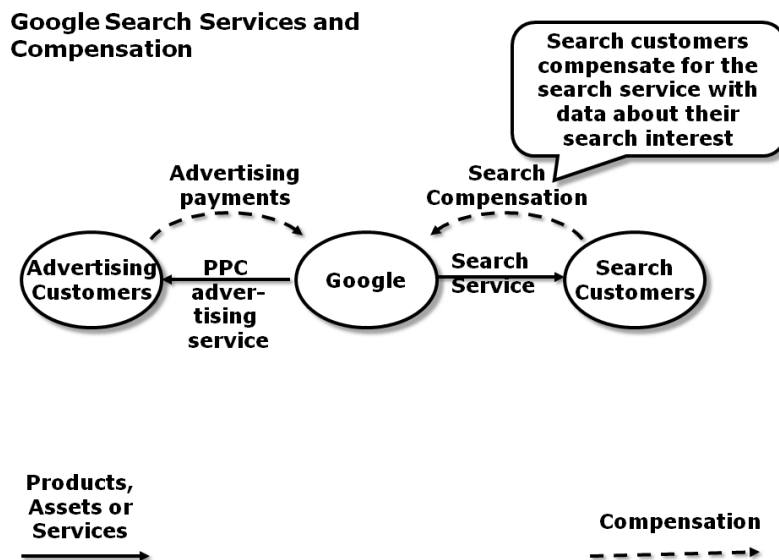 Google Search Services and
Compensation
Search customers
compensate for the
search service with
data about their
search interest
Advertising
payments
Search
Compensation
Advertising
Customers
PPC
adver-
tising
service
Google
Search
Service
Search
Customers
Products,
Assets or
Services
Compensation